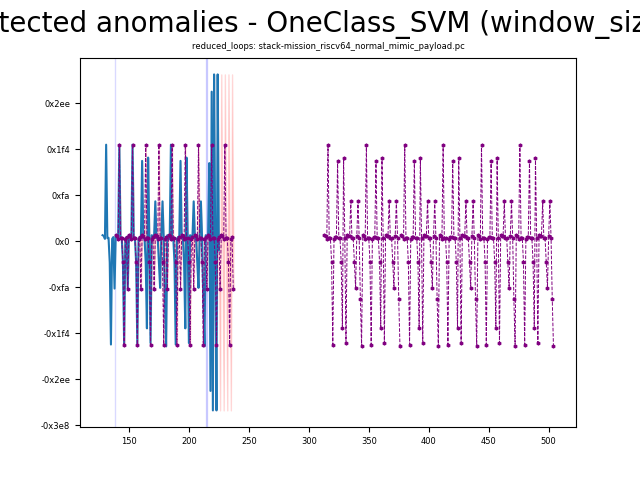 tected anomalies - OneClass_SVM (window_siz
reduced_loops: stack-mission_riscv64_normal_mimic_payload.pc
0x2ee
0x1f4
0xfa
0x0
-0xfa
-0x1f4
-0x2ee
-0x3e8
150 200 250 300 350 400 450 500